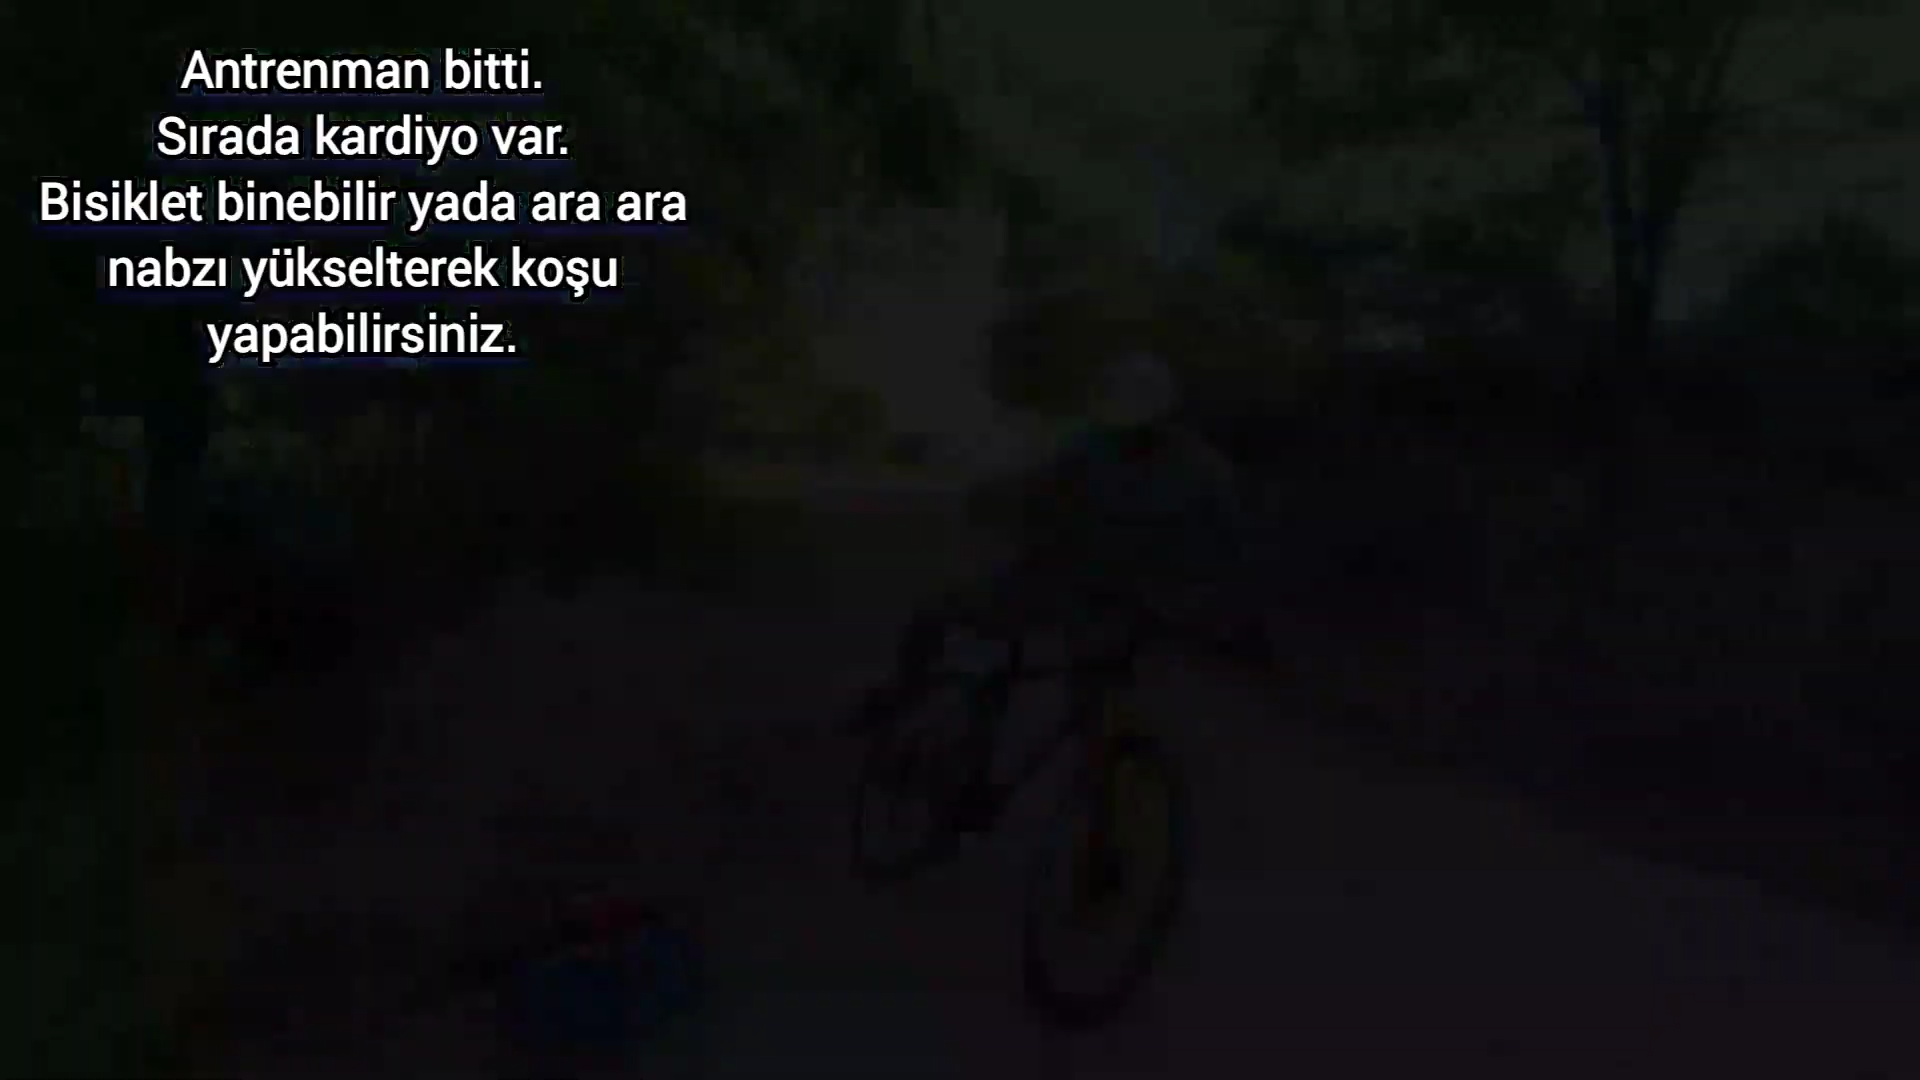 Antrenman bitti.
Sırada kardiyo var.
Bisiklet binebilir yada ara ara
nabzı yükselterek koşu
yapabilirsiniz.